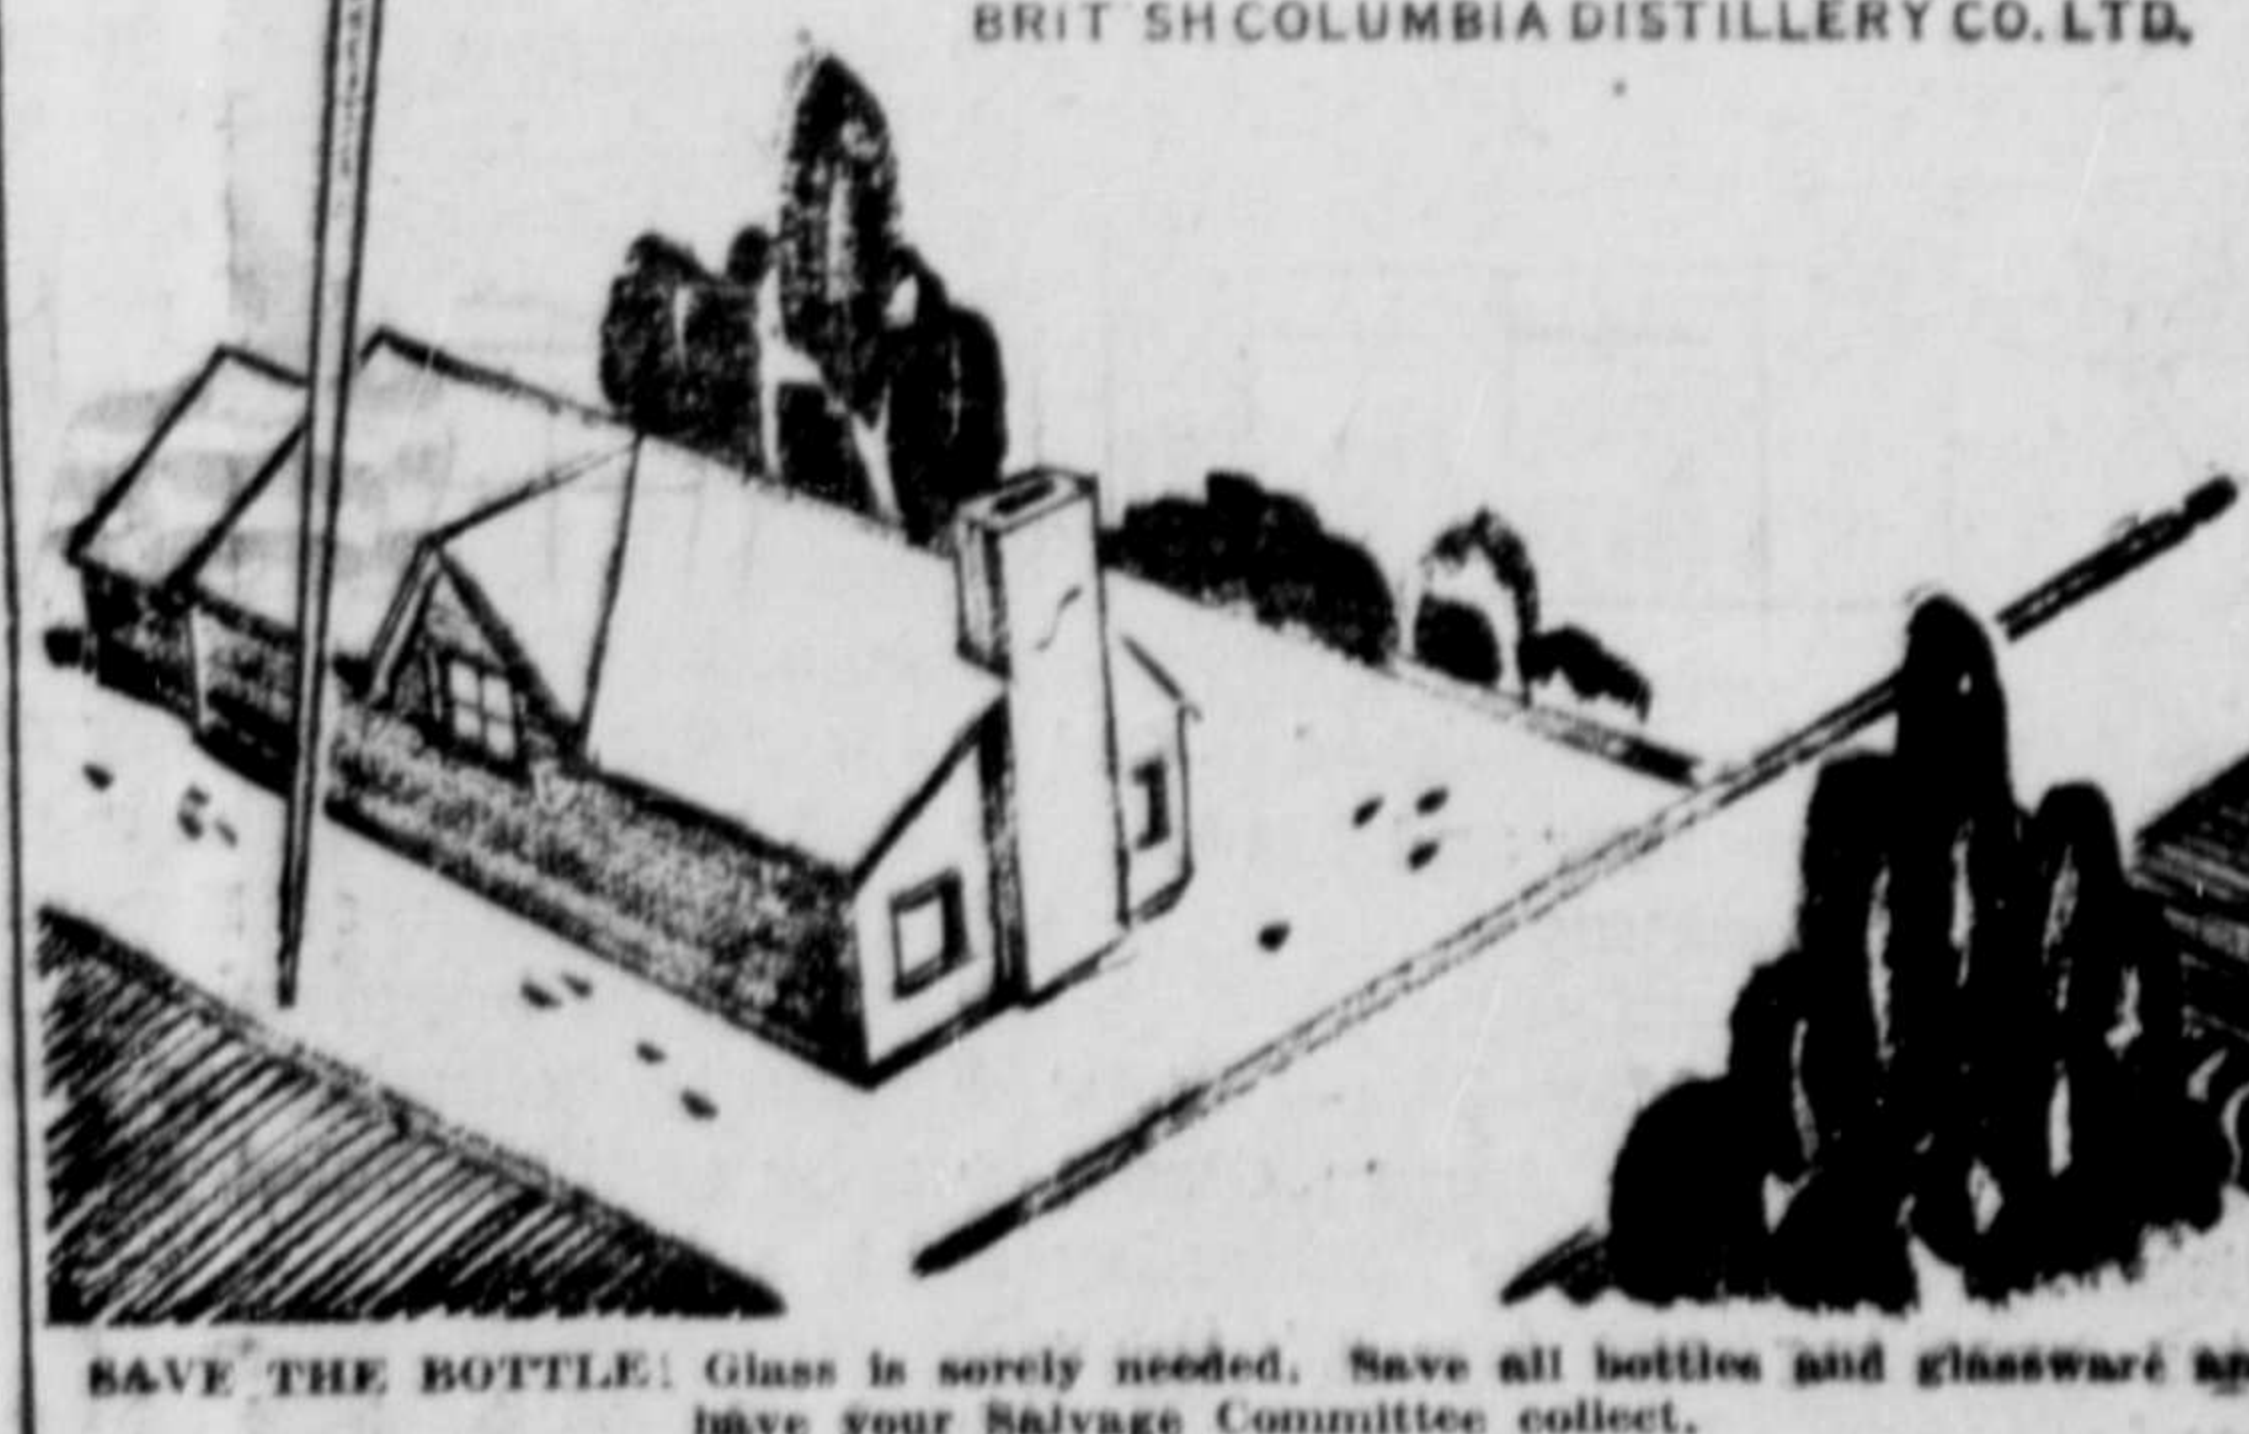 BRIT SH COLUMBIA DISTILLERY CO. LTD.
SAVE THE BOTTLE! Glass is sorely needed. Save all bottles and glassware
have your Salvage Committee collect.